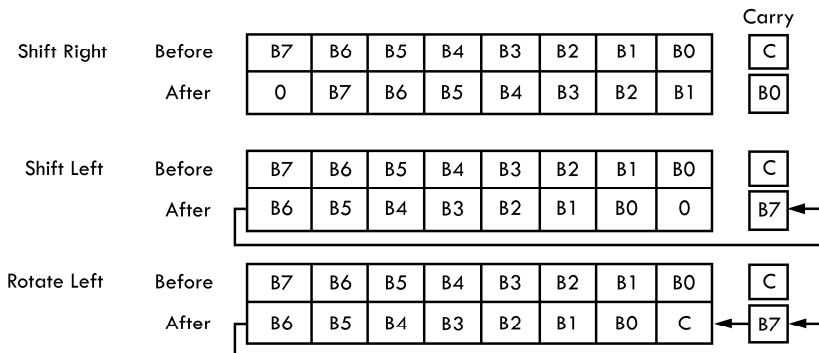 Carry
Shift Right Before B7 B6 B5 B4 B3 B2 B1 B0 C
After 0 B7 B6 B5 B4 B3 B2 B1 B0
Shift Left Before B7 B6 B5 B4 B3 B2 B1 B0 C
After B6 B5 B4 B3 B2 B1 B0 0 B7
Rotate Left Before B7 B6 B5 B4 B3 B2 B1 B0 C
After B6 B5 B4 B3 B2 B1 B0 C B7